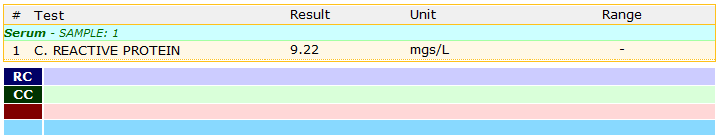 # Test Result Unit Range
Serum - SAMPLE: 1
1 C. REACTIVE PROTEIN 9.22 mgs/L -
RC
CC